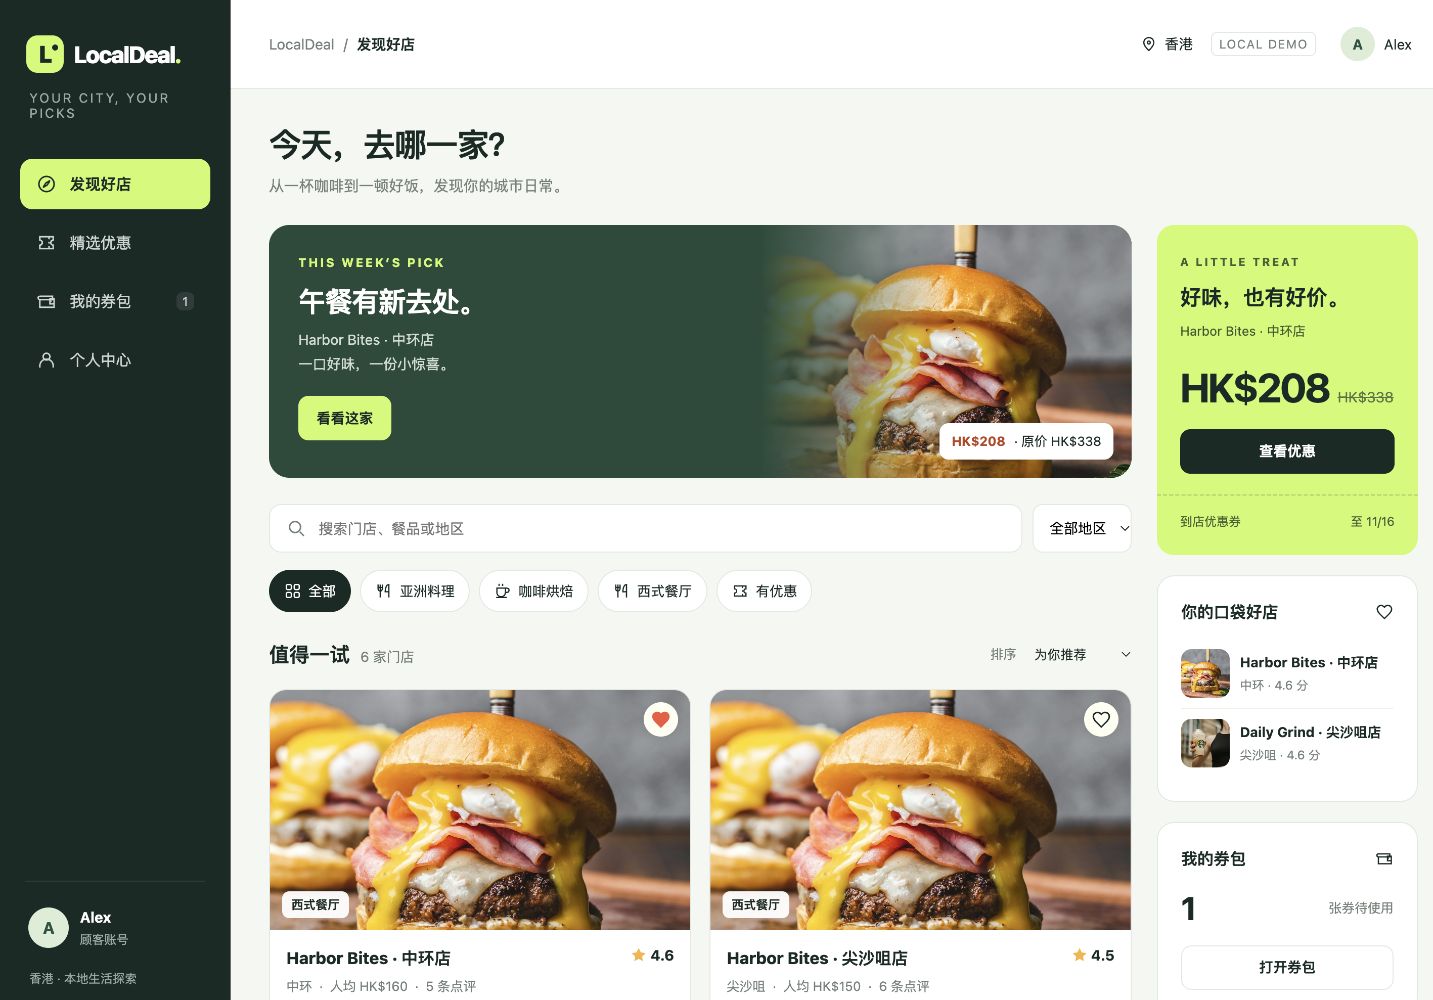 LocalDeal.
YOUR CITY, YOUR
PICKS
发现好店
精选优惠
我的券包 1
个人中心
A Alex
顾客账号
香港 · 本地生活探索
LocalDeal / 发现好店
香港 LOCAL DEMO A Alex
今天，去哪一家？
从一杯咖啡到一顿好饭，发现你的城市日常。
THIS WEEK’S PICK
午餐有新去处。
Harbor Bites · 中环店
一口好味，一份小惊喜。
看看这家
HK$208 · 原价 HK$338
搜索门店、餐品或地区
全部地区
全部 亚洲料理 咖啡烘焙 西式餐厅 有优惠
值得一试 6 家门店
排序 为你推荐
西式餐厅
Harbor Bites · 中环店 4.6
中环 · 人均 HK$160 · 5 条点评
西式餐厅
Harbor Bites · 尖沙咀店 4.5
尖沙咀 · 人均 HK$150 · 6 条点评
A LITTLE TREAT
好味，也有好价。
Harbor Bites · 中环店
HK$208 HK$338
查看优惠
到店优惠券 至 11/16
你的口袋好店
Harbor Bites · 中环店
中环 · 4.6 分
Daily Grind · 尖沙咀店
尖沙咀 · 4.6 分
我的券包
1 张券待使用
打开券包